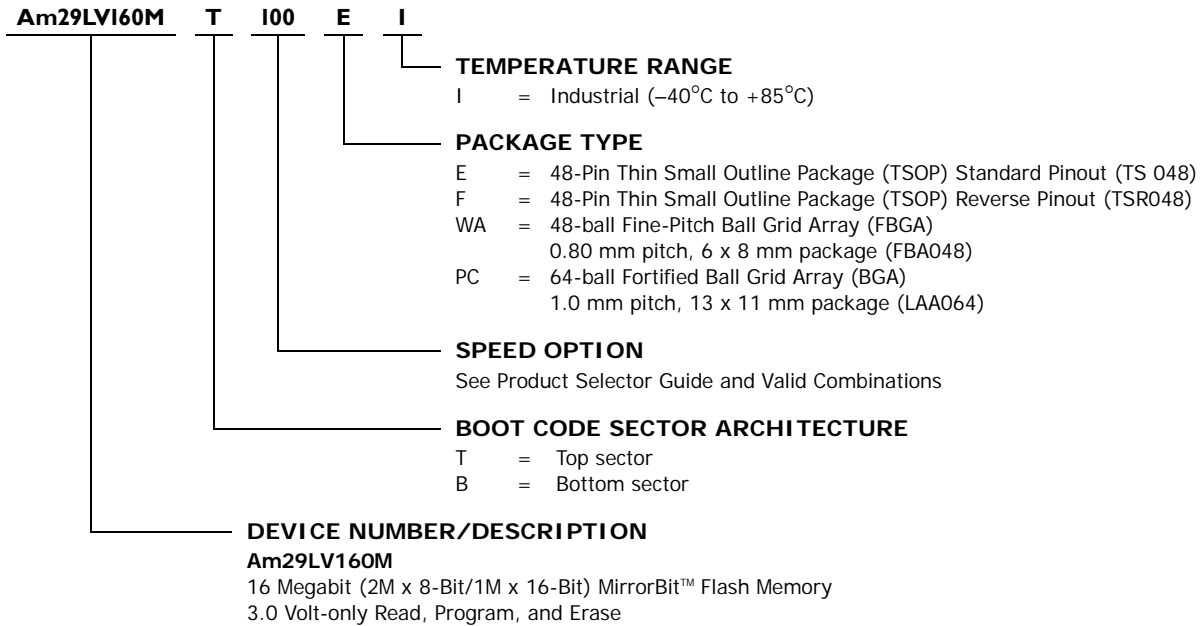 Am29LV160M T 100 E I
TEMPERATURE RANGE
I = Industrial (–40°C to +85°C)
PACKAGE TYPE
E = 48-Pin Thin Small Outline Package (TSOP) Standard Pinout (TS 048)
F = 48-Pin Thin Small Outline Package (TSOP) Reverse Pinout (TSR048)
WA = 48-ball Fine-Pitch Ball Grid Array (FBGA)
0.80 mm pitch, 6 x 8 mm package (FBA048)
PC = 64-ball Fortified Ball Grid Array (BGA)
1.0 mm pitch, 13 x 11 mm package (LAA064)
SPEED OPTION
See Product Selector Guide and Valid Combinations
BOOT CODE SECTOR ARCHITECTURE
T = Top sector
B = Bottom sector
DEVICE NUMBER/DESCRIPTION
Am29LV160M
16 Megabit (2M x 8-Bit/1M x 16-Bit) MirrorBit™ Flash Memory
3.0 Volt-only Read, Program, and Erase